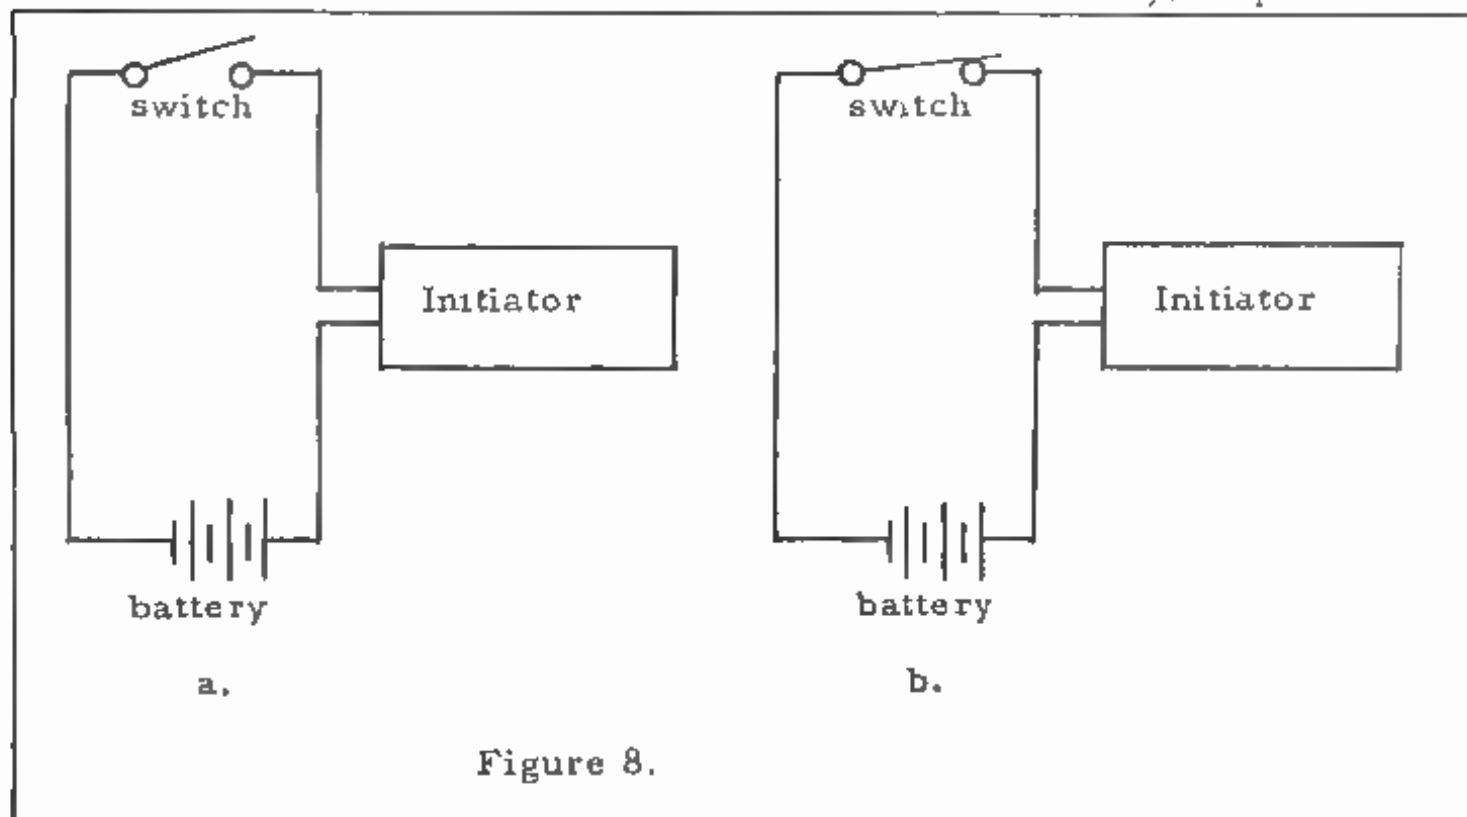 switch
switch
Initiator
Initiator
battery
battery
a.
b.
Figure 8.